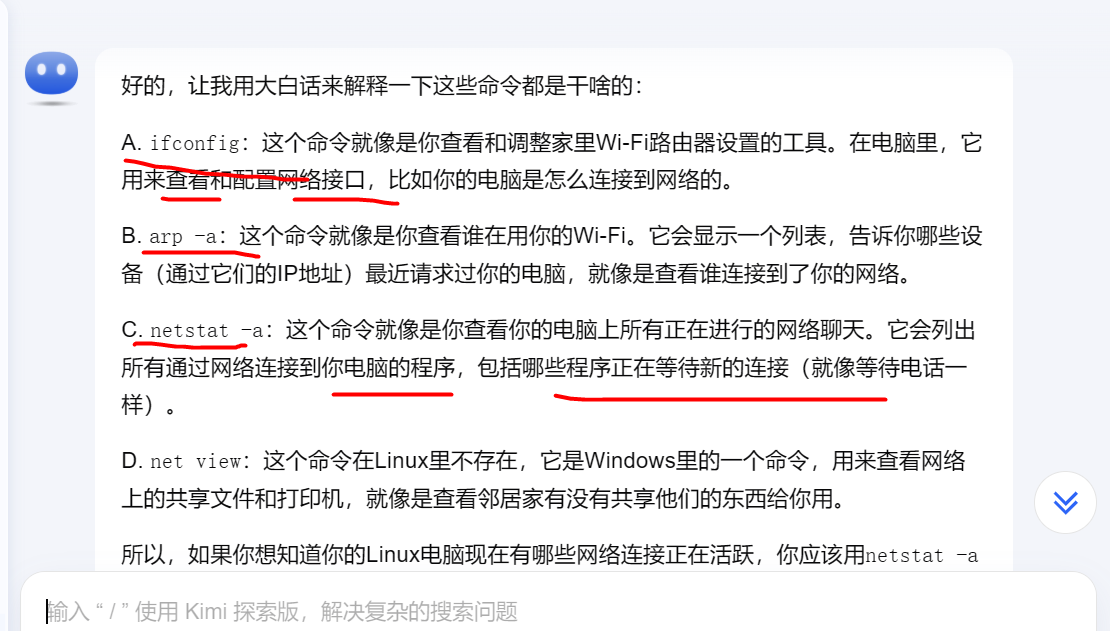 好的，让我用大白话来解释一下这些命令都是干啥的：
A. ifconfig：这个命令就像是你查看和调整家里Wi-Fi路由器设置的工具。在电脑里，它
用来查看和配置网络接口，比如你的电脑是怎么连接到网络的。
B. arp -a：这个命令就像是你查看谁在用你的Wi-Fi。它会显示一个列表，告诉你哪些设
备（通过它们的IP地址）最近请求过你的电脑，就像是查看谁连接到了你的网络。
C. netstat -a：这个命令就像是你查看你的电脑上所有正在进行的网络聊天。它会列出
所有通过网络连接到你电脑的程序，包括哪些程序正在等待新的连接（就像等待电话一
样）。
D. net view：这个命令在Linux里不存在，它是Windows里的一个命令，用来查看网络
上的共享文件和打印机，就像是查看邻居家有没有共享他们的东西给你用。
所以，如果你想知道你的Linux电脑现在有哪些网络连接正在活跃，你应该用netstat -a
输入 “ / ” 使用 Kimi 探索版，解决复杂的搜索问题